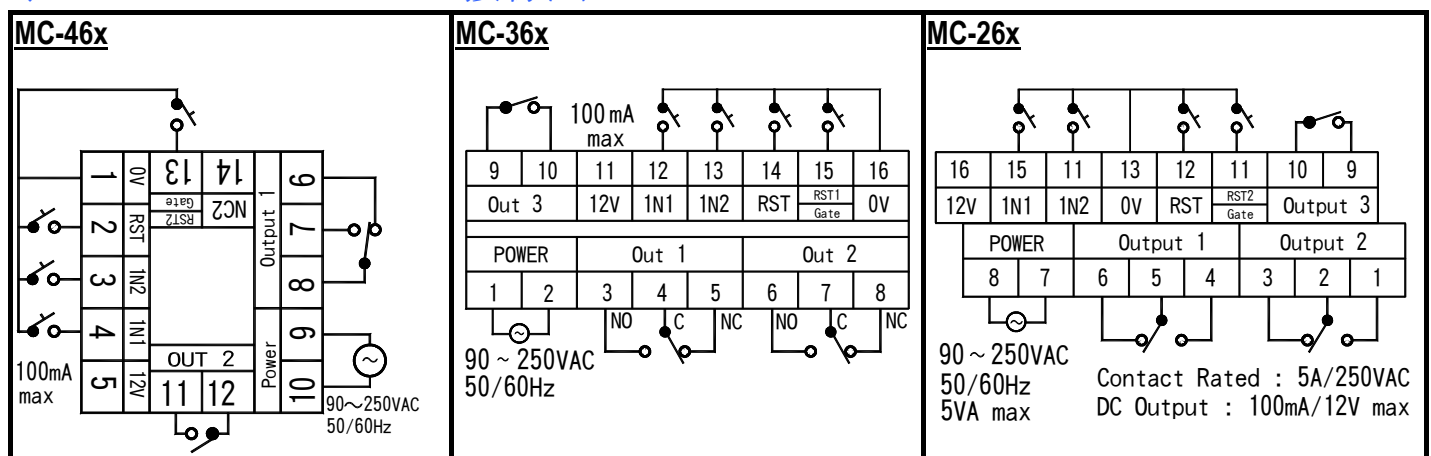 MC-46x
1
0V
13
14
RST2
Gate
NC2
6
Output 1
2
RST
7
3
1N2
8
4
1N1
9
Power
OUT 2
100mA
max
5
12V
11
12
10
90～250VAC
50/60Hz
MC-36x
100 mA
max
9 10 11 12 13 14 15 16
Out 3 12V 1N1 1N2 RST RST1 0V
Gate
POWER Out 1 Out 2
1 2 3 4 5 6 7 8
NO C NC NO C NC
90 ~ 250VAC
50/60Hz
MC-26x
16 15 11 13 12 11 10 9
12V 1N1 1N2 0V RST RST2 Output 3
Gate
POWER Output 1 Output 2
8 7 6 5 4 3 2 1
90 ~ 250VAC
50/60Hz
5VA max
Contact Rated : 5A/250VAC
DC Output : 100mA/12V max